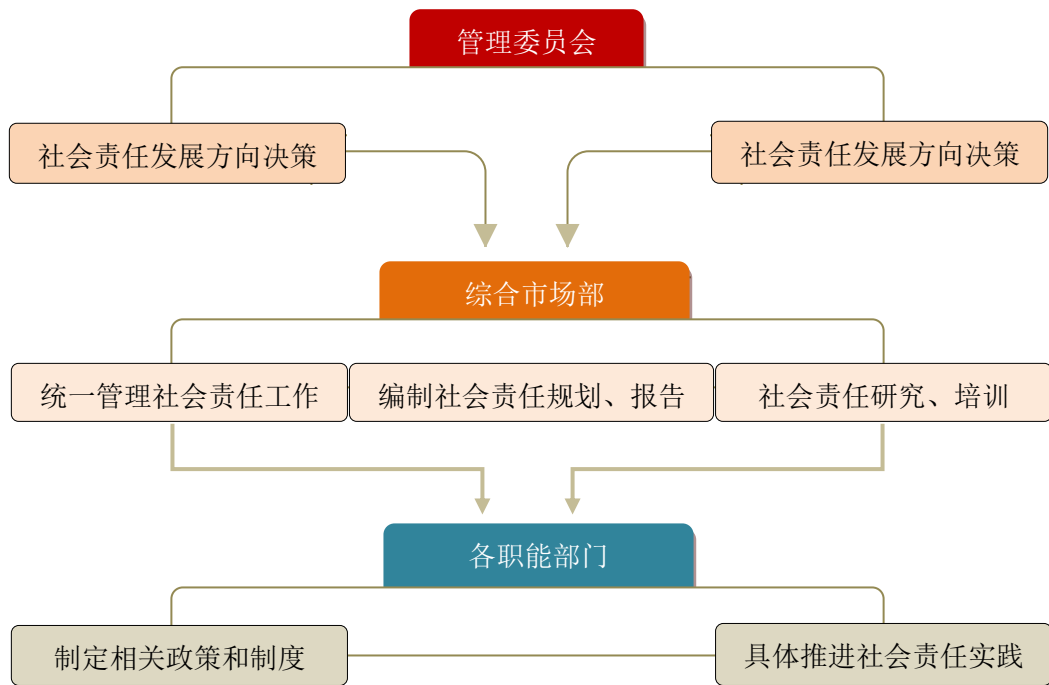 管理委员会
社会责任发展方向决策
社会责任发展方向决策
综合市场部
统一管理社会责任工作
编制社会责任规划、报告
社会责任研究、培训
各职能部门
制定相关政策和制度
具体推进社会责任实践